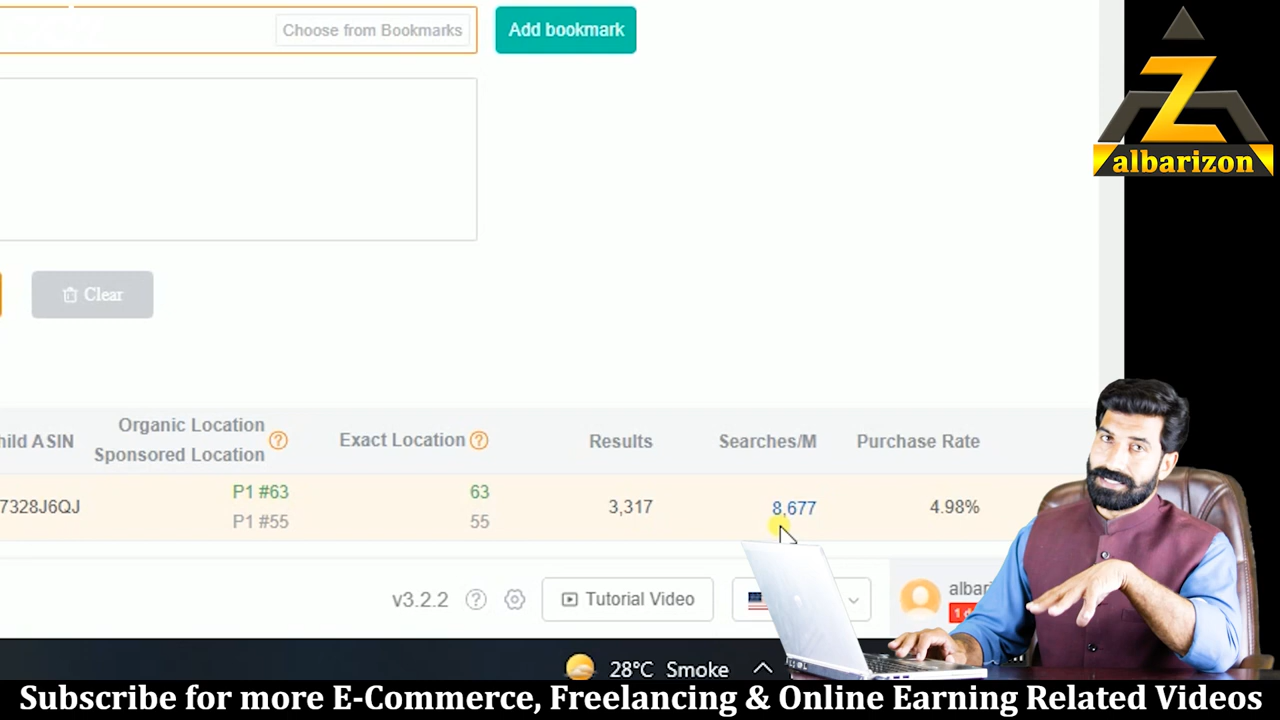 Choose from Bookmarks
Add bookmark
Z
albarizon
Clear
hild ASIN
Organic Location
Sponsored Location
Exact Location
Results
Searches/M
Purchase Rate
7328J6QJ
P1 #63
P1 #55
63
55
3,317
8,677
4.98%
v3.2.2
Tutorial Video
albari
1 d
28°C Smoke
Subscribe for more E-Commerce, Freelancing & Online Earning Related Videos